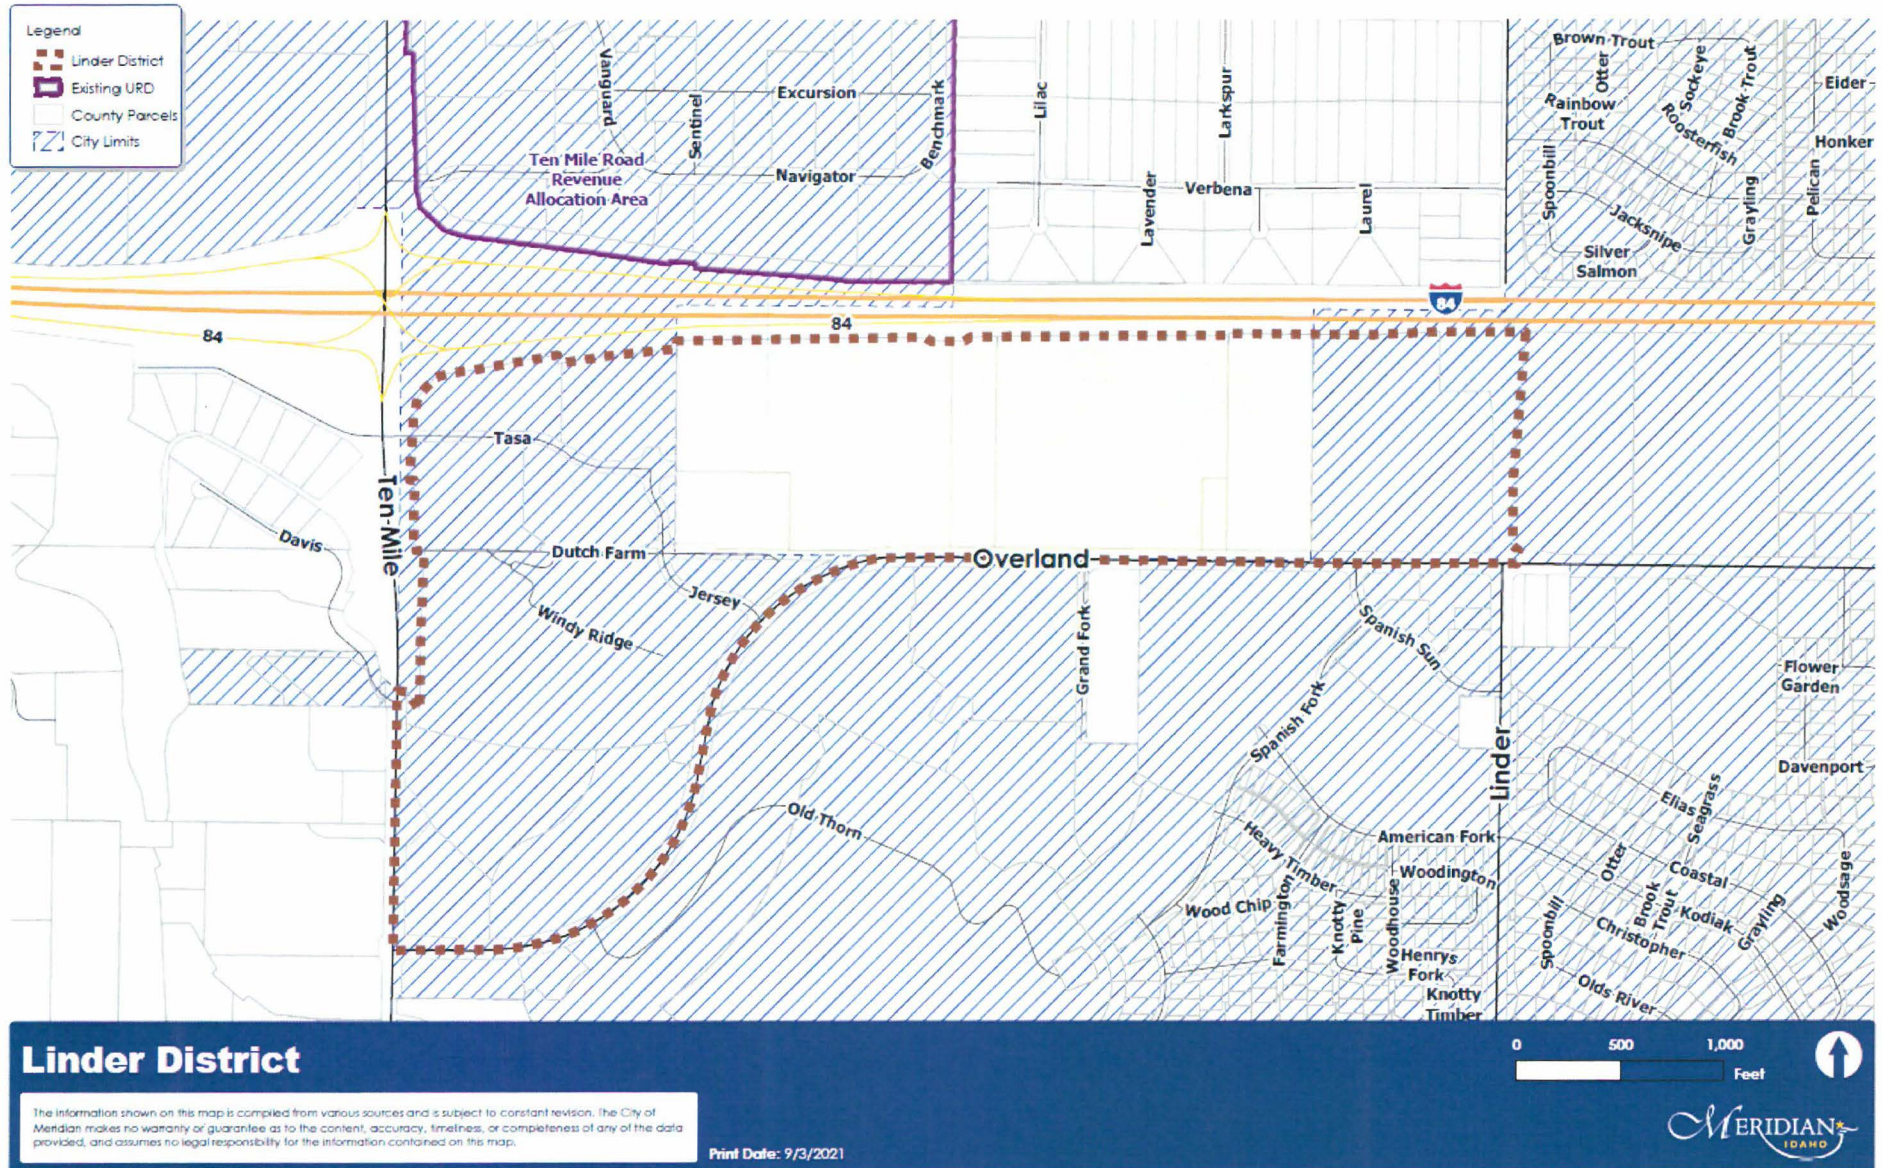 Legend
Linder District
Existing URD
County Parcels
City Limits
Vanguard
Sentinel
Excursion
Benchmark
Navigator
Ten Mile Road
Revenue
Allocation Area
Lilac
Larkspur
Lavender
Verbena
Laurel
Brown Trout
Otter
Sockeye
Brook Trout
Eider
Rainbow
Trout
Roosterfish
Honker
Spoonbill
Pelican
Grayling
Jacksnipe
Silver
Salmon
84
84
84
Tasa
Ten Mile
Davis
Dutch Farm
Jersey
Windy Ridge
Overland
Grand Fork
Spanish Sun
Spanish Fork
Linder
Flower
Garden
Davenport
Elias
Seagrass
Old Thorn
Heavy Timber
American Fork
Woodington
Wood Chip
Farmington
Knotty
Pine
Woodhouse
Henrys
Fork
Knotty
Timber
Otter
Coastal
Brook
Trout
Kodiak
Grayling
Woodsage
Spoonbill
Christopher
Olds River
Linder District
The information shown on this map is compiled from various sources and is subject to constant revision. The City of
Meridian makes no warranty or guarantee as to the content, accuracy, timeliness, or completeness of any of the data
provided, and assumes no legal responsibility for the information contained on this map.
Print Date: 9/3/2021
0 500 1,000
Feet
MERIDIAN
IDAHO